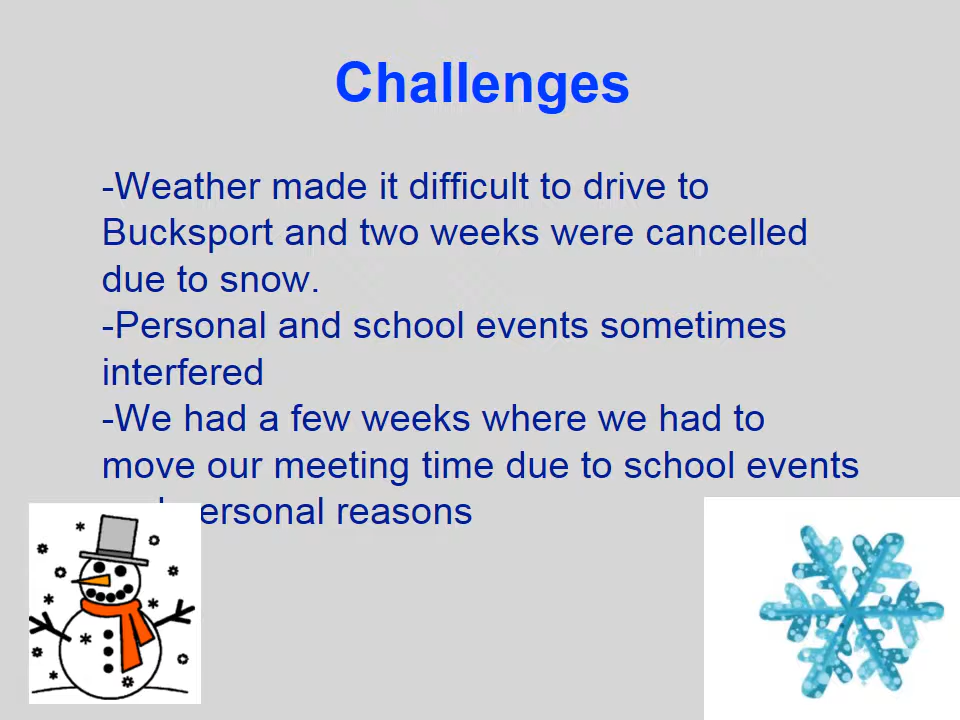 Challenges
-Weather made it difficult to drive to
Bucksport and two weeks were cancelled
due to snow.
-Personal and school events sometimes
interfered
-We had a few weeks where we had to
move our meeting time due to school events
reasons